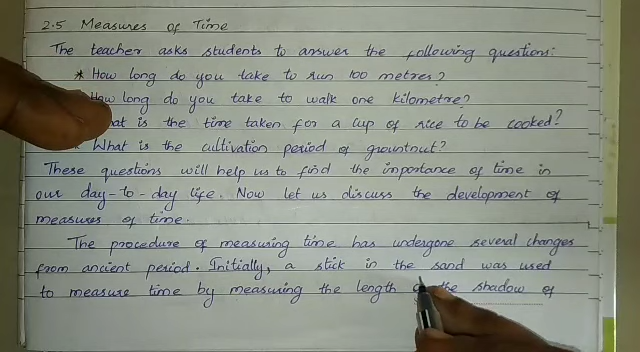 2.5 Measures of Time
The teacher asks students to answer the following questions:
* How long do you take to run 100 metres?
How long do you take to walk one kilometre?
is the time taken for a cup of rice to be cooked?
What is the cultivation period of grountnut?
These questions will help us to find the importance of time in
our day-to-day life. Now let us discuss the development of
measures of time.
The procedure of measuring time has undergone several changes
from ancient period. Initially, a stick in the sand was used
to measure time by measuring the length the shadow of